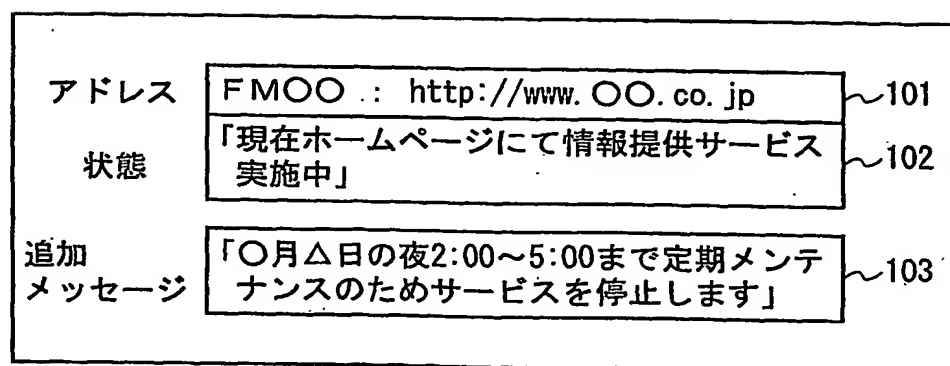 アドレス FM〇〇 : http://www.〇〇.co.jp 101
状態 「現在ホームページにて情報提供サービス
実施中」 102
追加
メッセージ 「〇月△日の夜2:00～5:00まで定期メンテ
ナンスのためサービスを停止します」 103